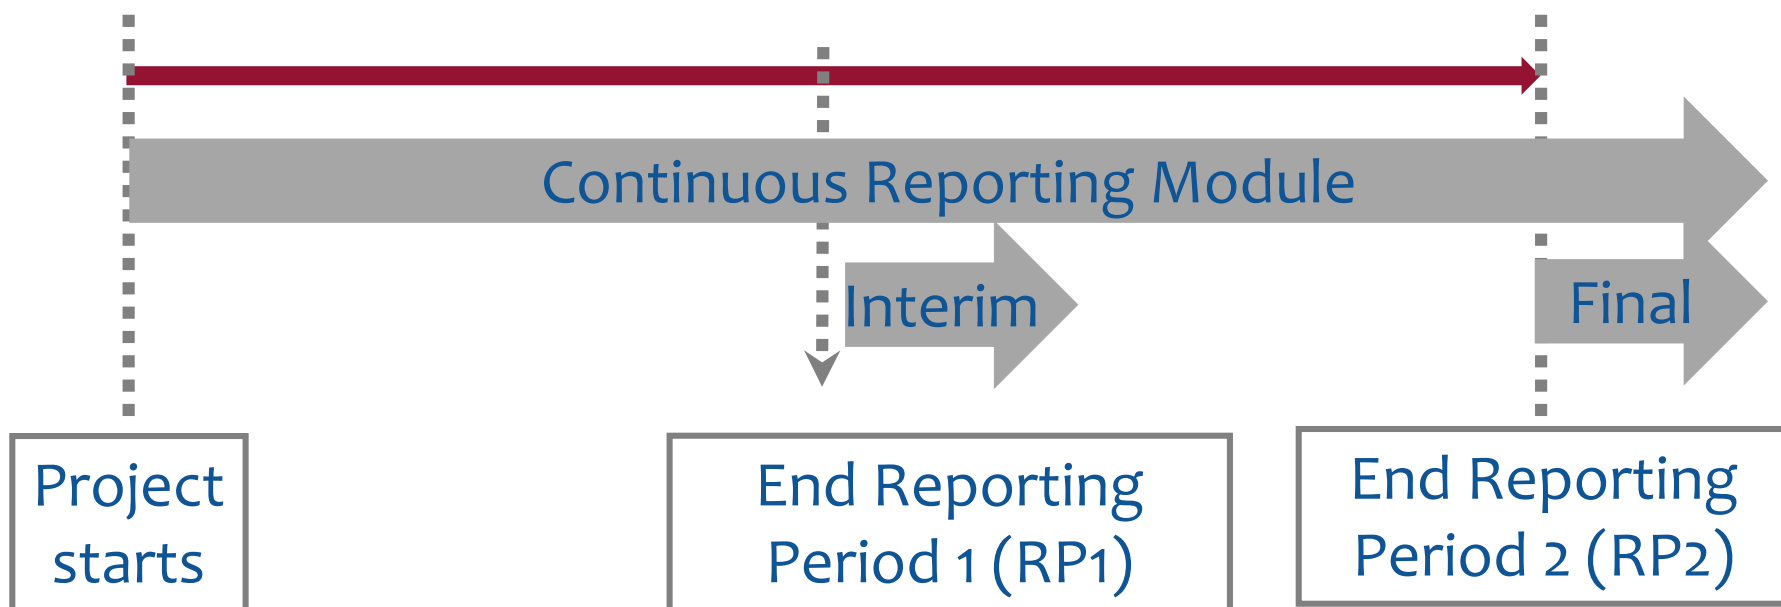 Continuous Reporting Module
Interim
Final
Project
starts
End Reporting
Period 1 (RP1)
End Reporting
Period 2 (RP2)